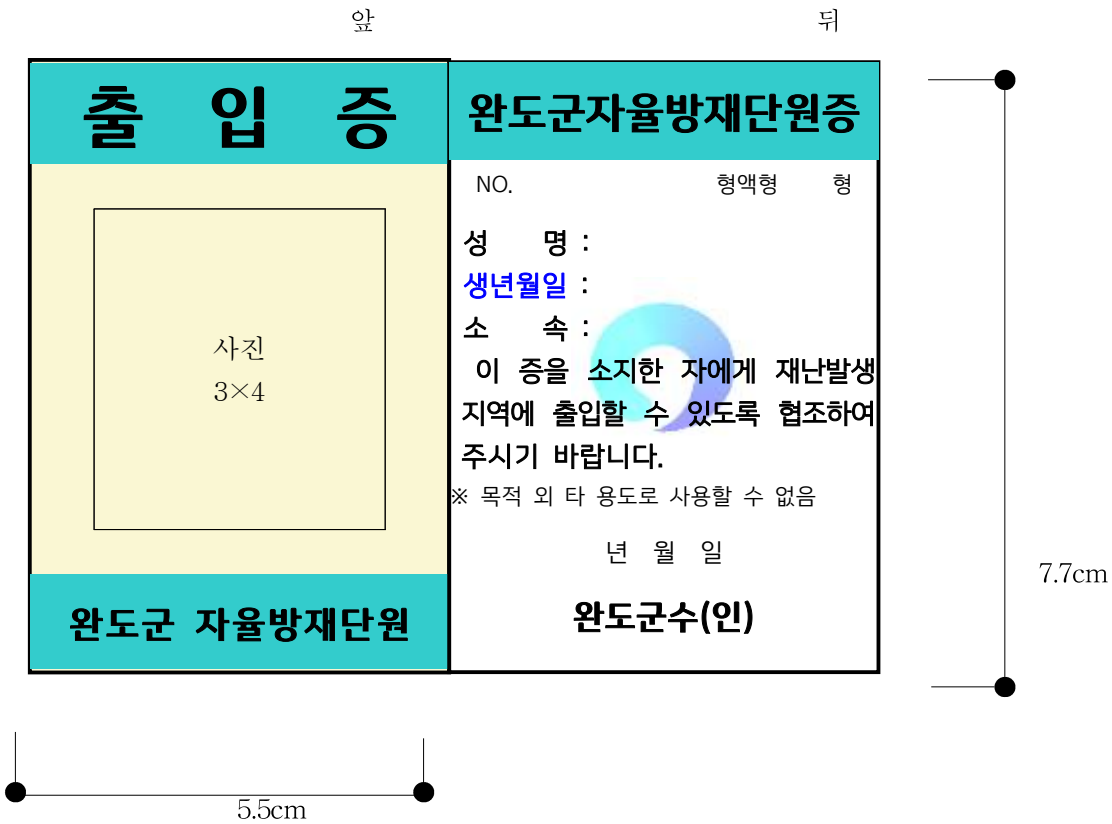 앞
출 입 증
사진
3×4
완도군 자율방재단원
5.5cm
뒤
완도군자율방재단원증
NO. 형액형 형
성 명 :
생년월일 :
소 속 :
이 증을 소지한 자에게 재난발생
지역에 출입할 수 있도록 협조하여
주시기 바랍니다.
※ 목적 외 타 용도로 사용할 수 없음
년 월 일
완도군수(인)
7.7cm